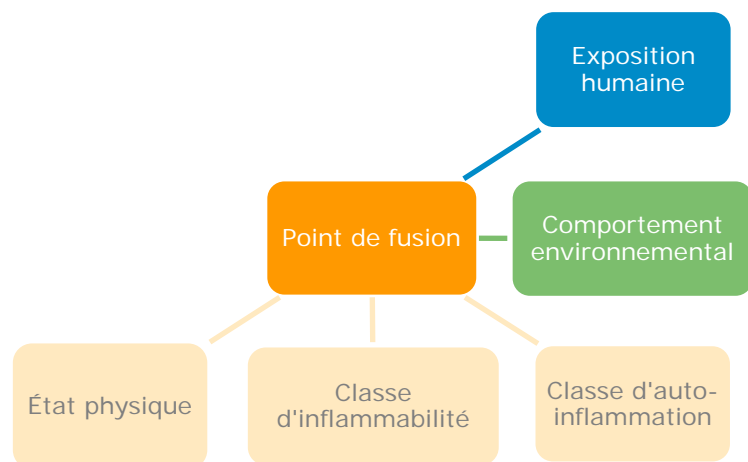 Exposition
humaine
Point de fusion
Comportement
environnemental
État physique
Classe
d'inflammabilité
Classe d'auto-
inflammation